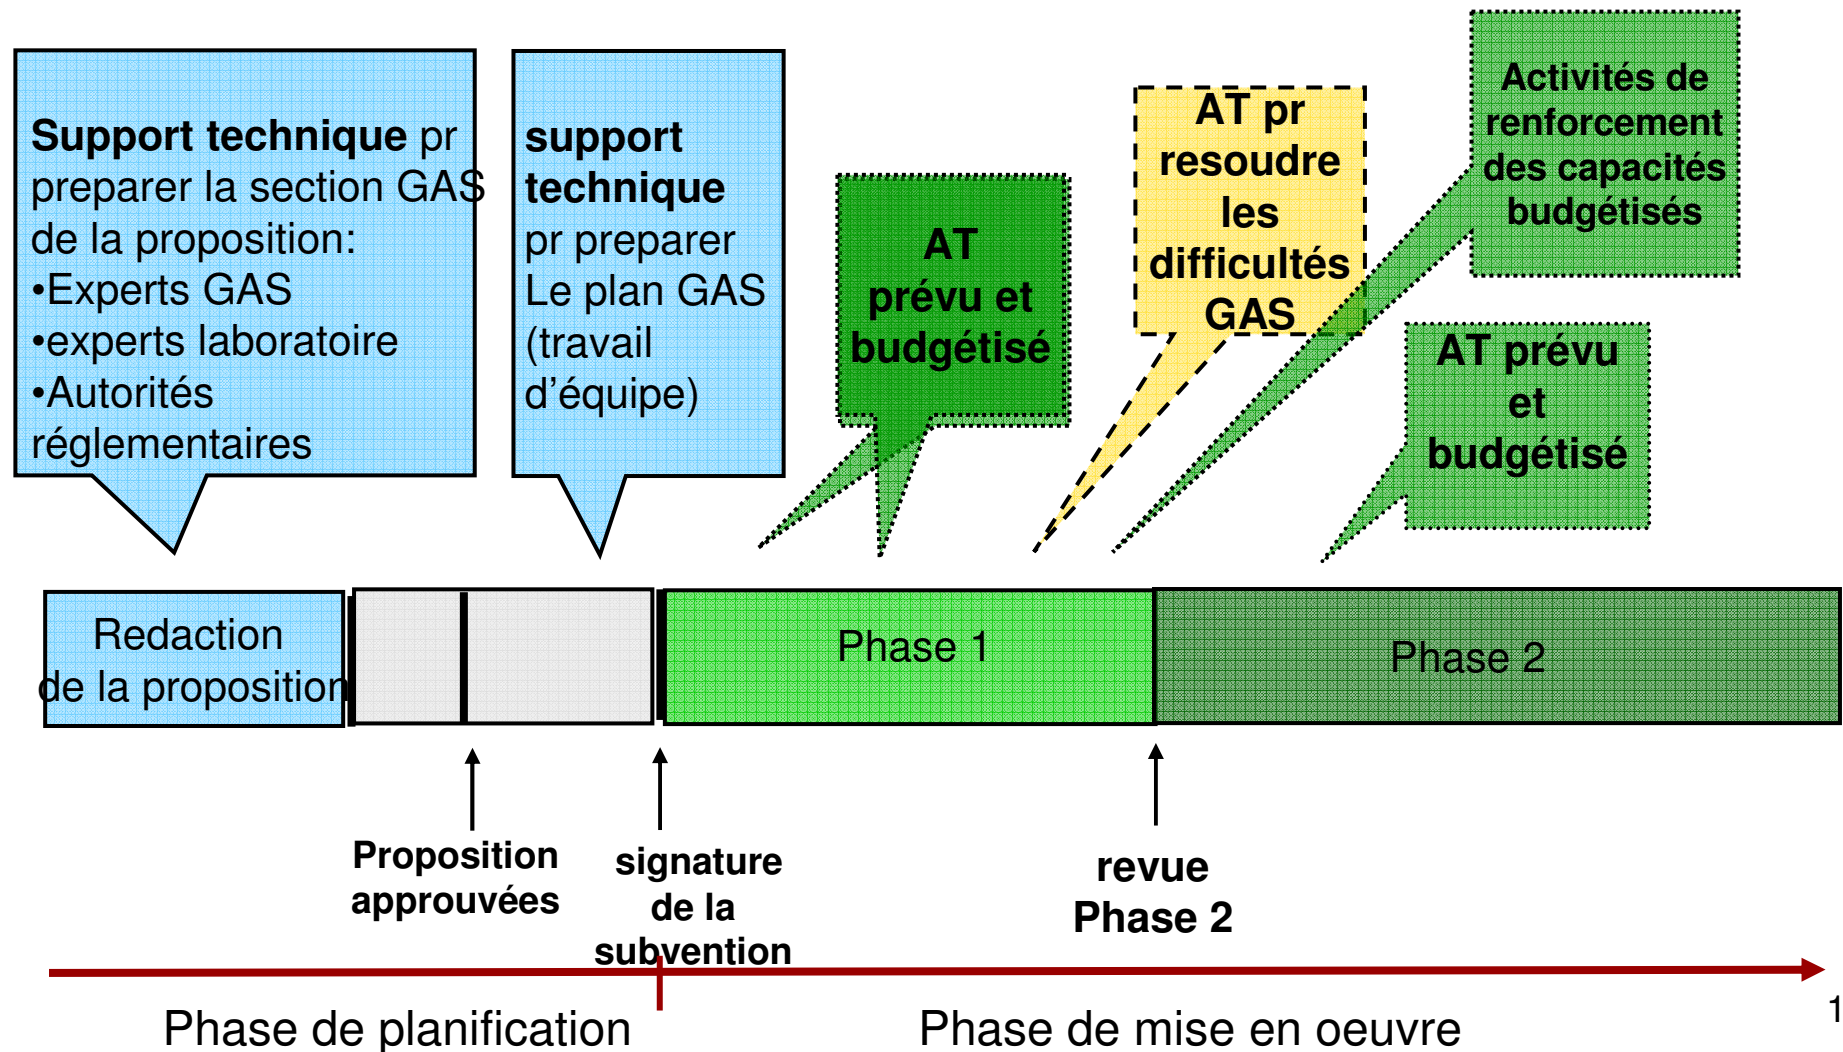 Support technique pr
preparer la section GAS
de la proposition:
•Experts GAS
•experts laboratoire
•Autorités
réglementaires
support
technique
pr preparer
Le plan GAS
(travail
d’équipe)
AT
prévu et
budgétisé
AT pr
resoudre
les
difficultés
GAS
Activités de
renforcement
des capacités
budgétisés
AT prévu
et
budgétisé
Redaction
de la proposition
Phase 1
Phase 2
Proposition
approuvées
signature
de la
subvention
revue
Phase 2
Phase de planification
Phase de mise en oeuvre
1